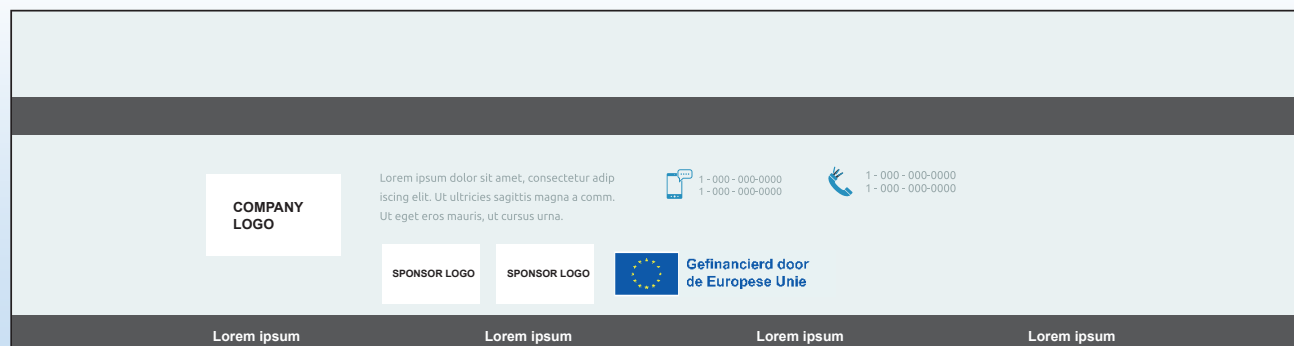 COMPANY
LOGO
Lorem ipsum dolor sit amet, consectetur adip
iscing elit. Ut ultricies sagittis magna a comm.
Ut eget eros mauris, ut cursus urna.
1 - 000 - 000-0000
1 - 000 - 000-0000
1 - 000 - 000-0000
1 - 000 - 000-0000
SPONSOR LOGO
SPONSOR LOGO
Gefinancierd door
de Europese Unie
Lorem ipsum
Lorem ipsum
Lorem ipsum
Lorem ipsum